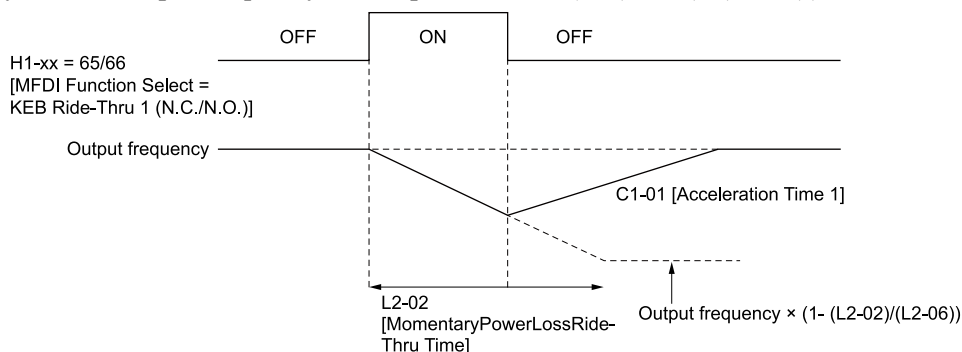 OFF
ON
OFF
H1-xx = 65/66
[MFDI Function Select =
KEB Ride-Thru 1 (N.C./N.O.)]
Output frequency
C1-01 [Acceleration Time 1]
L2-02
[MomentaryPowerLossRide-
Thru Time]
Output frequency × (1- (L2-02)/(L2-06))